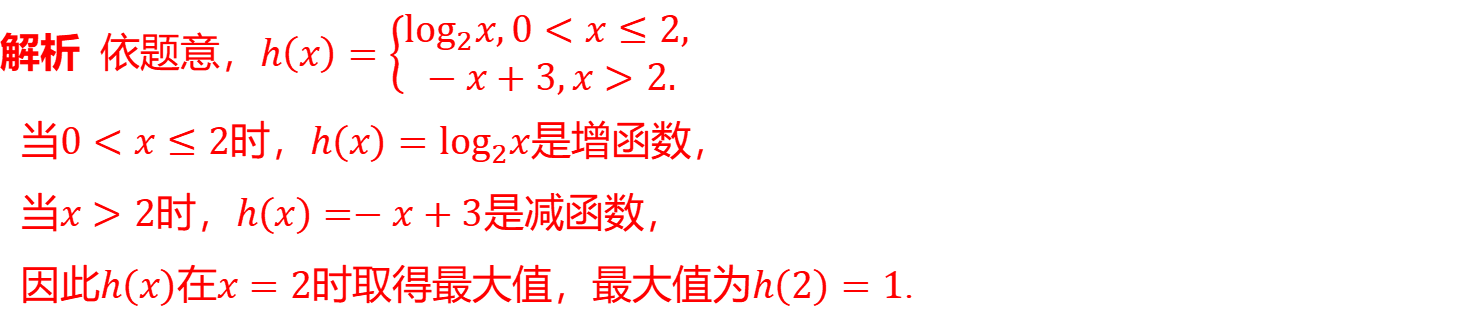 解析 依题意，h(x) = {log₂x, 0 < x ≤ 2,
− x + 3, x > 2.
当0 < x ≤ 2时，h(x) = log₂x是增函数，
当x > 2时，h(x) =− x + 3是减函数，
因此h(x)在x = 2时取得最大值，最大值为h(2) = 1.